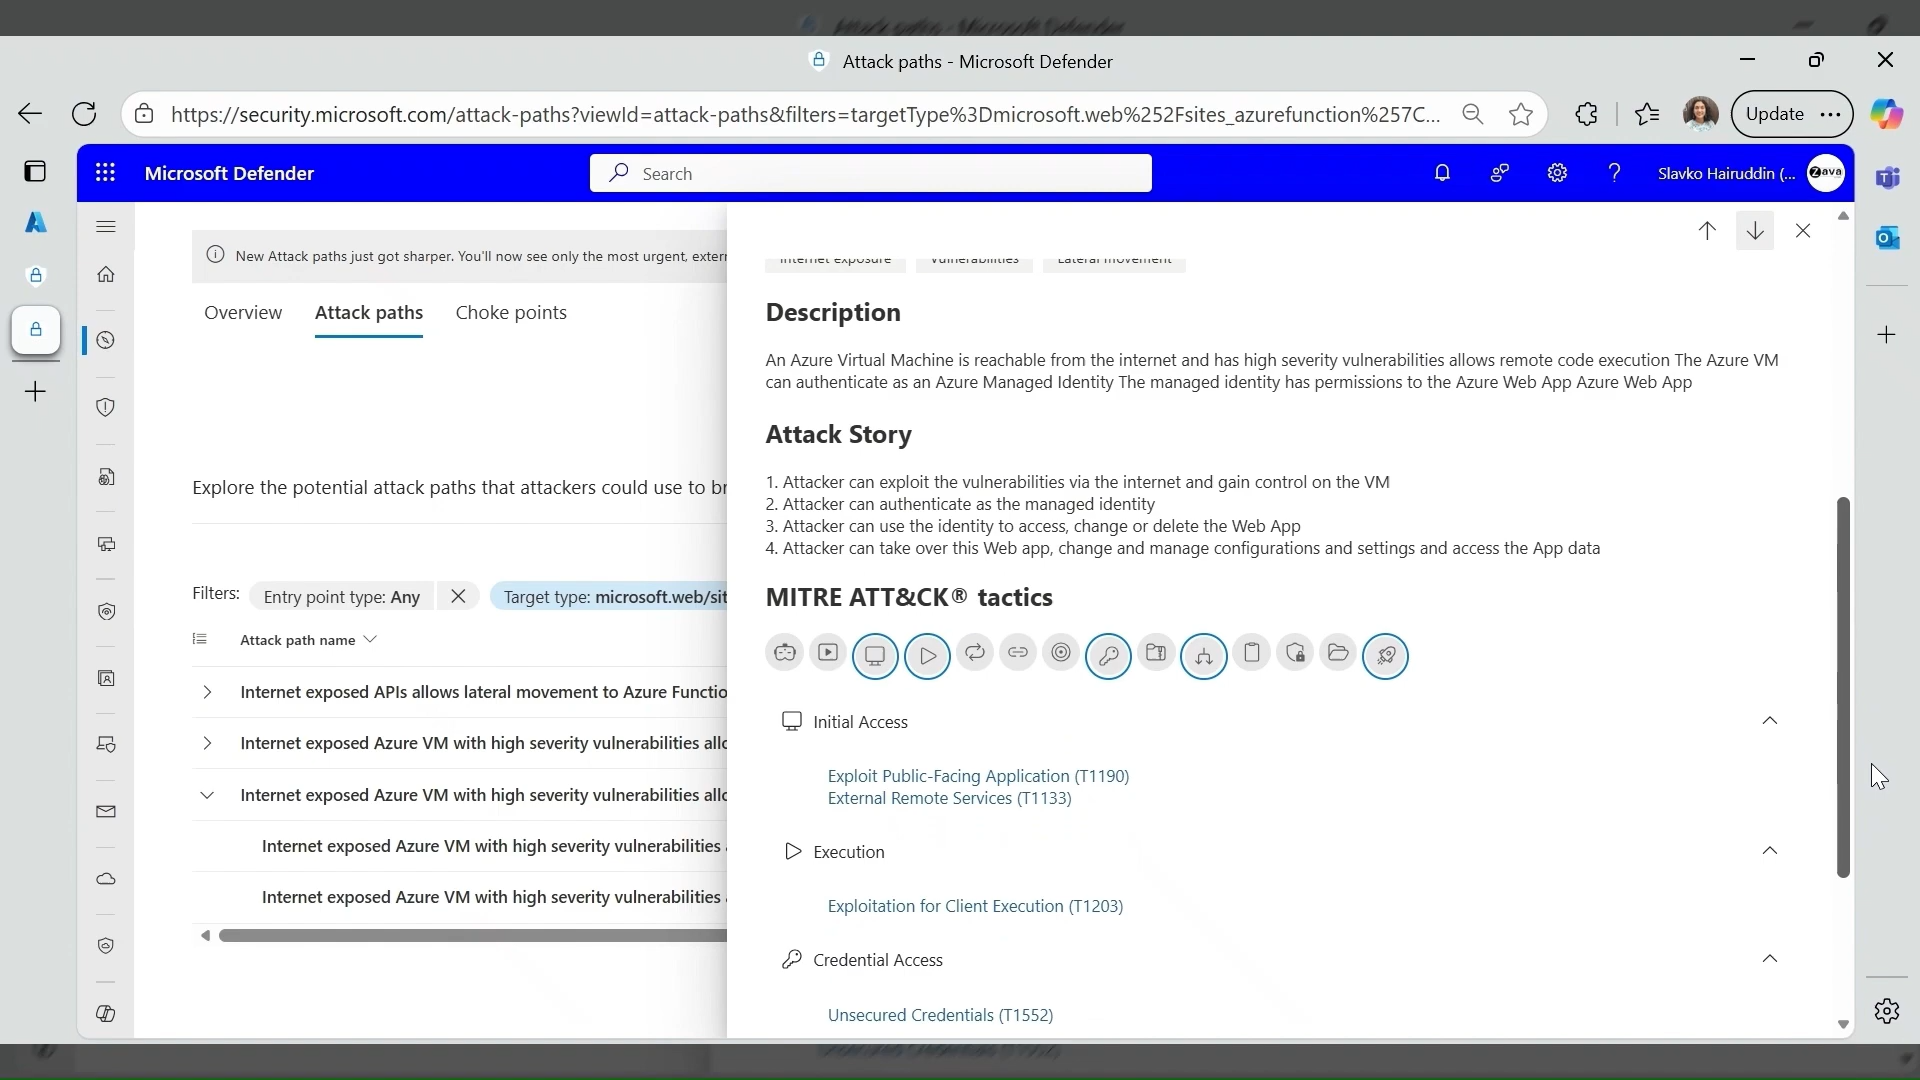 Attack paths - Microsoft Defender
https://security.microsoft.com/attack-paths?viewId=attack-paths&filters=targetType%3Dmicrosoft.web%252Fsites_azurefunction%257C...
Update
Microsoft Defender
Search
Slavko Hairuddin (...
Zava
New Attack paths just got sharper. You'll now see only the most urgent, exter
Overview
Attack paths
Choke points
Explore the potential attack paths that attackers could use to br
Filters:
Entry point type: Any
Target type: microsoft.web/sit
Attack path name
Internet exposed APIs allows lateral movement to Azure Functio
Internet exposed Azure VM with high severity vulnerabilities allo
Internet exposed Azure VM with high severity vulnerabilities allo
Internet exposed Azure VM with high severity vulnerabilities a
Internet exposed Azure VM with high severity vulnerabilities a
Internet exposure
Vulnerabilities
Lateral movement
Description
An Azure Virtual Machine is reachable from the internet and has high severity vulnerabilities allows remote code execution The Azure VM
can authenticate as an Azure Managed Identity The managed identity has permissions to the Azure Web App Azure Web App
Attack Story
1. Attacker can exploit the vulnerabilities via the internet and gain control on the VM
2. Attacker can authenticate as the managed identity
3. Attacker can use the identity to access, change or delete the Web App
4. Attacker can take over this Web app, change and manage configurations and settings and access the App data
MITRE ATT&CK® tactics
Initial Access
Exploit Public-Facing Application (T1190)
External Remote Services (T1133)
Execution
Exploitation for Client Execution (T1203)
Credential Access
Unsecured Credentials (T1552)